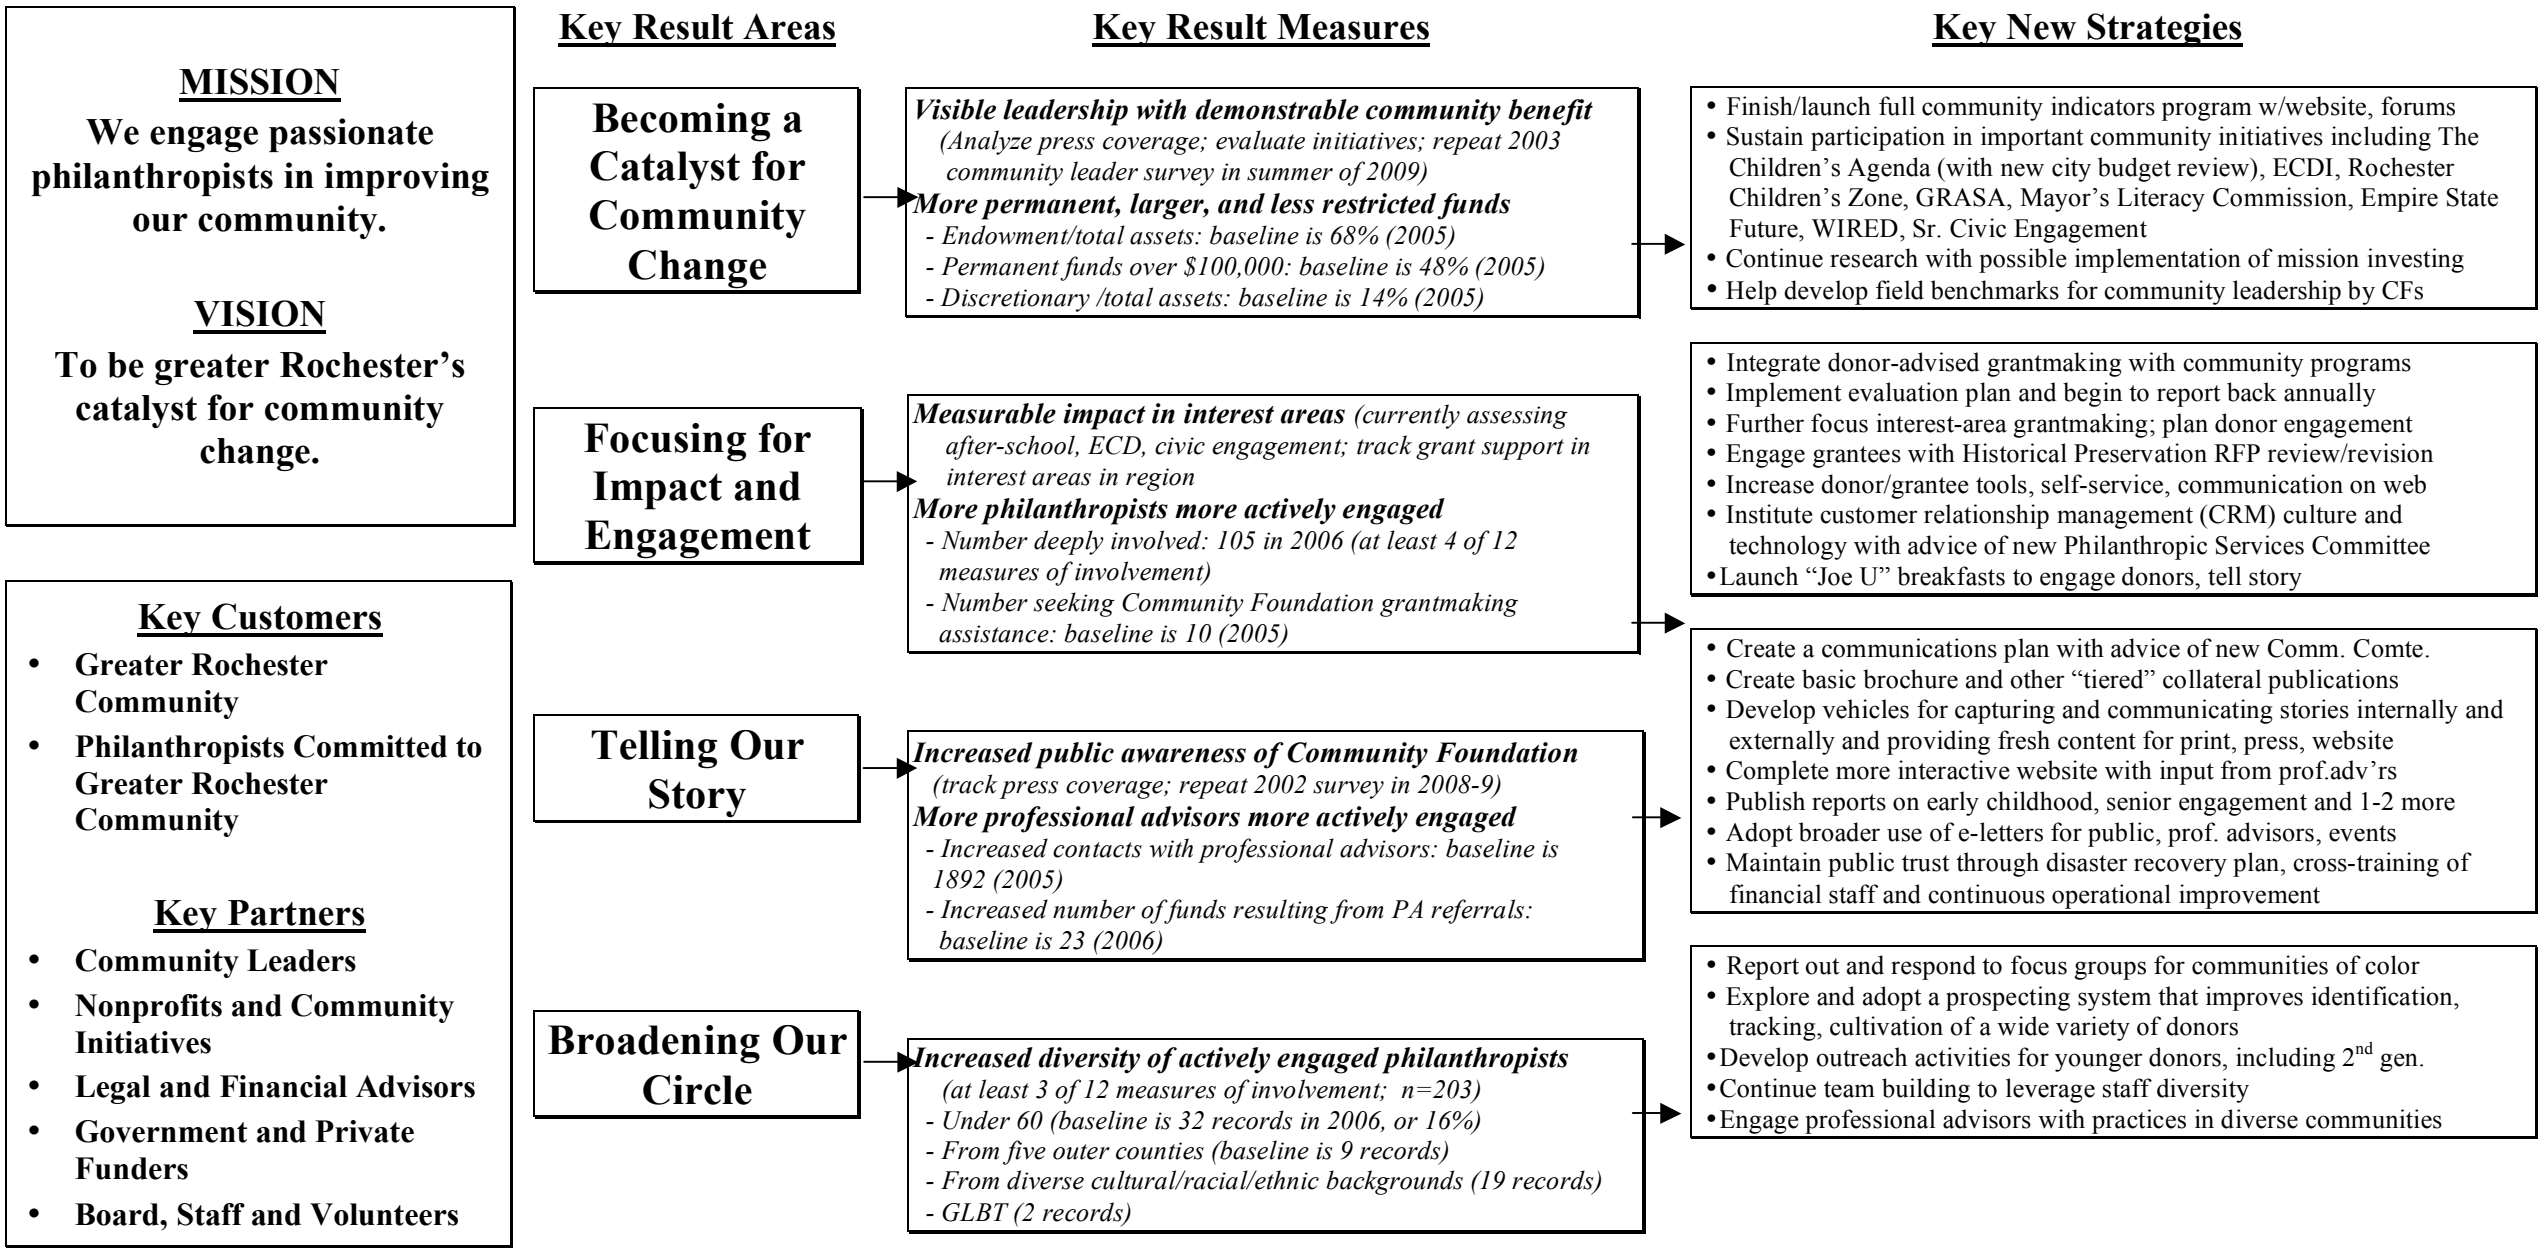 MISSION
We engage passionate
philanthropists in improving
our community.
VISION
To be greater Rochester’s
catalyst for community
change.
Key Customers
• Greater Rochester
Community
• Philanthropists Committed to
Greater Rochester
Community
Key Partners
• Community Leaders
• Nonprofits and Community
Initiatives
• Legal and Financial Advisors
• Government and Private
Funders
• Board, Staff and Volunteers
Key Result Areas
Becoming a
Catalyst for
Community
Change
Focusing for
Impact and
Engagement
Telling Our
Story
Broadening Our
Circle
Key Result Measures
Visible leadership with demonstrable community benefit
(Analyze press coverage; evaluate initiatives; repeat 2003
community leader survey in summer of 2009)
More permanent, larger, and less restricted funds
- Endowment/total assets: baseline is 68% (2005)
- Permanent funds over $100,000: baseline is 48% (2005)
- Discretionary /total assets: baseline is 14% (2005)
Measurable impact in interest areas (currently assessing
after-school, ECD, civic engagement; track grant support in
interest areas in region
More philanthropists more actively engaged
- Number deeply involved: 105 in 2006 (at least 4 of 12
measures of involvement)
- Number seeking Community Foundation grantmaking
assistance: baseline is 10 (2005)
Increased public awareness of Community Foundation
(track press coverage; repeat 2002 survey in 2008-9)
More professional advisors more actively engaged
- Increased contacts with professional advisors: baseline is
1892 (2005)
- Increased number of funds resulting from PA referrals:
baseline is 23 (2006)
Increased diversity of actively engaged philanthropists
(at least 3 of 12 measures of involvement; n=203)
- Under 60 (baseline is 32 records in 2006, or 16%)
- From five outer counties (baseline is 9 records)
- From diverse cultural/racial/ethnic backgrounds (19 records)
- GLBT (2 records)
Key New Strategies
• Finish/launch full community indicators program w/website, forums
• Sustain participation in important community initiatives including The
Children’s Agenda (with new city budget review), ECDI, Rochester
Children’s Zone, GRASA, Mayor’s Literacy Commission, Empire State
Future, WIRED, Sr. Civic Engagement
• Continue research with possible implementation of mission investing
• Help develop field benchmarks for community leadership by CFs
• Integrate donor-advised grantmaking with community programs
• Implement evaluation plan and begin to report back annually
• Further focus interest-area grantmaking; plan donor engagement
• Engage grantees with Historical Preservation RFP review/revision
• Increase donor/grantee tools, self-service, communication on web
• Institute customer relationship management (CRM) culture and
technology with advice of new Philanthropic Services Committee
•Launch “Joe U” breakfasts to engage donors, tell story
• Create a communications plan with advice of new Comm. Comte.
• Create basic brochure and other “tiered” collateral publications
• Develop vehicles for capturing and communicating stories internally and
externally and providing fresh content for print, press, website
• Complete more interactive website with input from prof.adv’rs
• Publish reports on early childhood, senior engagement and 1-2 more
• Adopt broader use of e-letters for public, prof. advisors, events
• Maintain public trust through disaster recovery plan, cross-training of
financial staff and continuous operational improvement
• Report out and respond to focus groups for communities of color
• Explore and adopt a prospecting system that improves identification,
tracking, cultivation of a wide variety of donors
•Develop outreach activities for younger donors, including 2nd gen.
•Continue team building to leverage staff diversity
•Engage professional advisors with practices in diverse communities